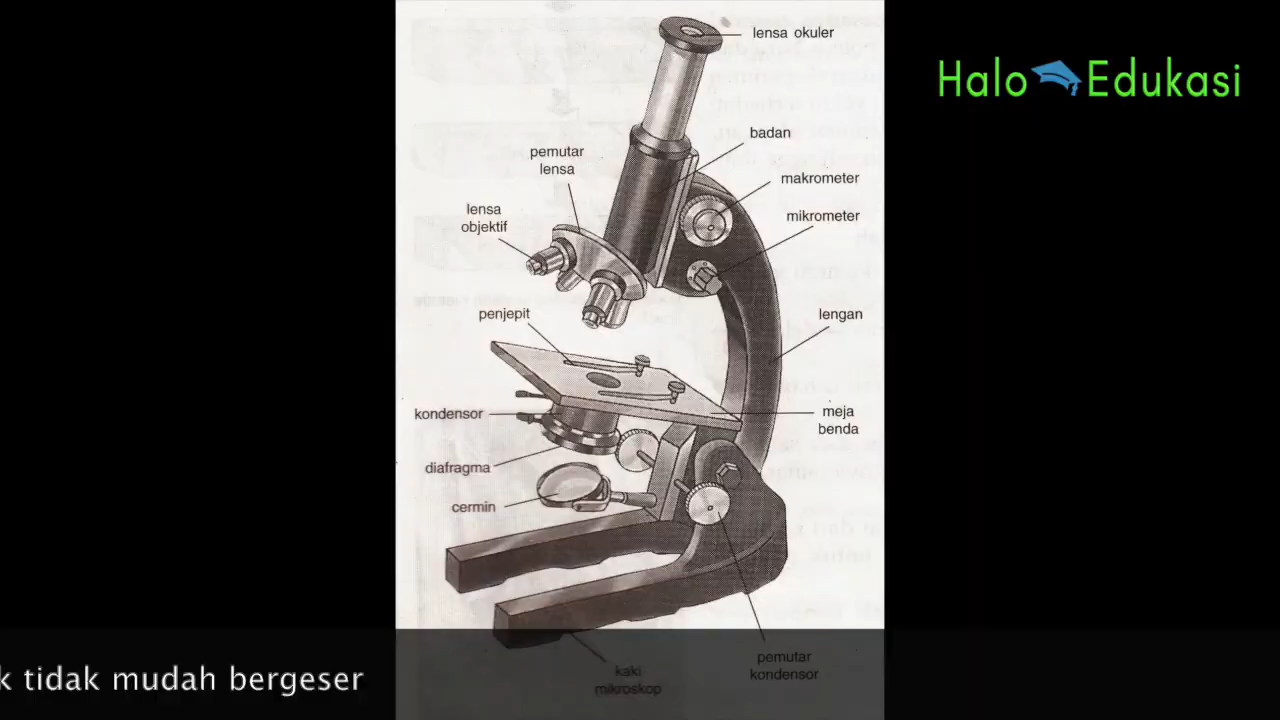 lensa okuler
Halo Edukasi
badan
pemutar
lensa
makrometer
lensa
objektif
mikrometer
penjepit
lengan
kondensor
meja
benda
diafragma
cermin
pemutar
kondensor
kaki
mikroskop
k tidak mudah bergeser